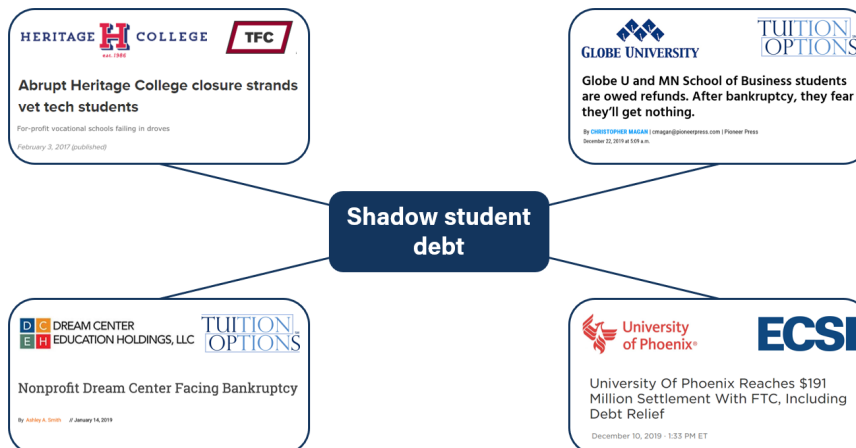 HERITAGE H COLLEGE
est. 1986
TFC
Abrupt Heritage College closure strands
vet tech students
For-profit vocational schools failing in droves
February 3, 2017 (published)
GLOBE UNIVERSITY
TUITION
OPTIONS
Globe U and MN School of Business students
are owed refunds. After bankruptcy, they fear
they'll get nothing.
By CHRISTOPHER MAGAN | cmagan@pioneerpress.com | Pioneer Press
December 22, 2019 at 5:09 a.m.
Shadow student
debt
D C
E H
DREAM CENTER
EDUCATION HOLDINGS, LLC
TUITION
OPTIONS
Nonprofit Dream Center Facing Bankruptcy
By Ashley A. Smith // January 14, 2019
University
of Phoenix®
ECSI
University Of Phoenix Reaches $191
Million Settlement With FTC, Including
Debt Relief
December 10, 2019 · 1:33 PM ET